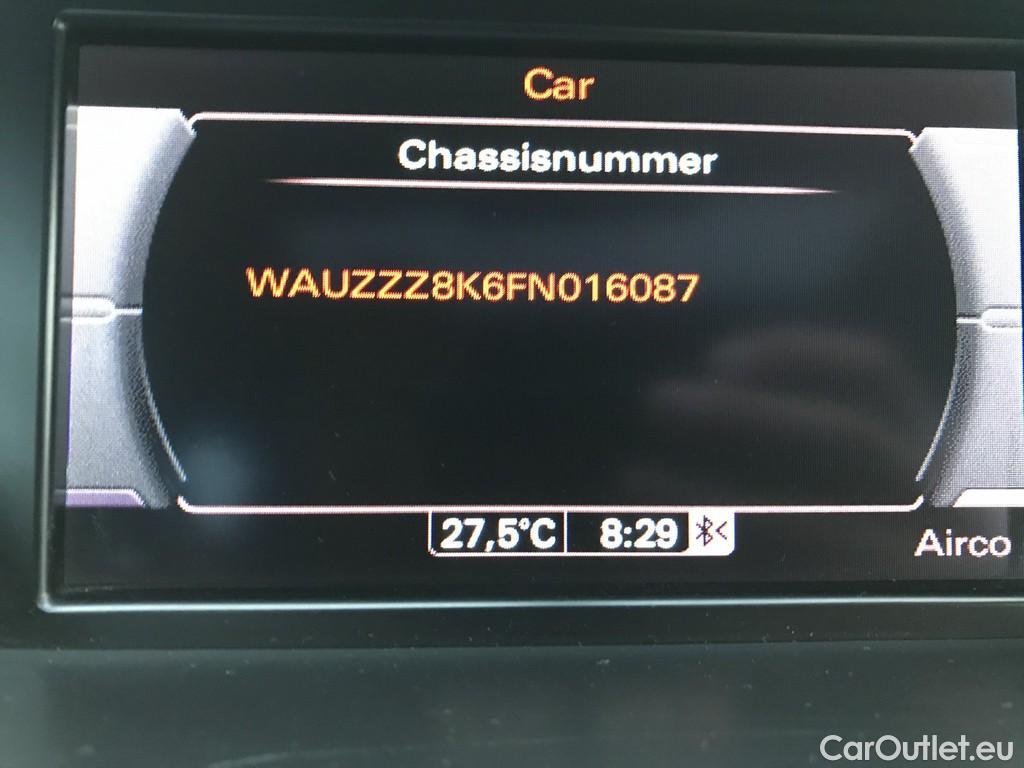 Car
Chassisnummer
WAUZZZ8K6FN016087
27,5°C 8:29
Airco
CarOutlet.eu